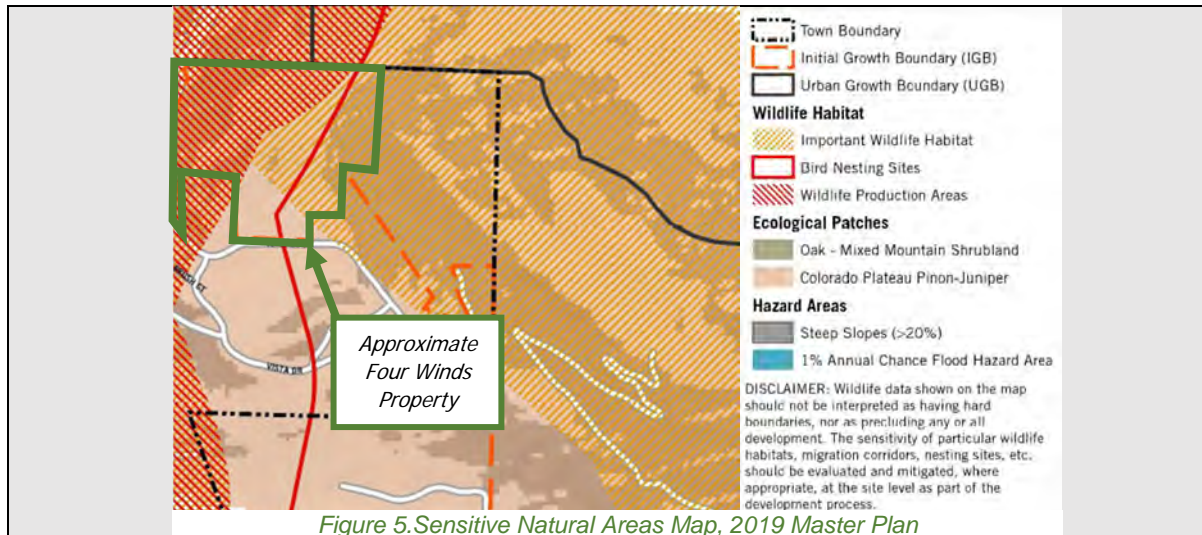 Town Boundary
Initial Growth Boundary (IGB)
Urban Growth Boundary (UGB)
Wildlife Habitat
Important Wildlife Habitat
Bird Nesting Sites
Wildlife Production Areas
Ecological Patches
Oak - Mixed Mountain Shrubland
Colorado Plateau Pinon-Juniper
Hazard Areas
Steep Slopes (>20%)
1% Annual Chance Flood Hazard Area
DISCLAIMER: Wildlife data shown on the map
should not be interpreted as having hard
boundaries, nor as precluding any or all
development. The sensitivity of particular wildlife
habitats, migration corridors, nesting sites, etc.
should be evaluated and mitigated, where
appropriate, at the site level as part of the
development process.
VISTA DR
Approximate
Four Winds
Property
Figure 5.Sensitive Natural Areas Map, 2019 Master Plan